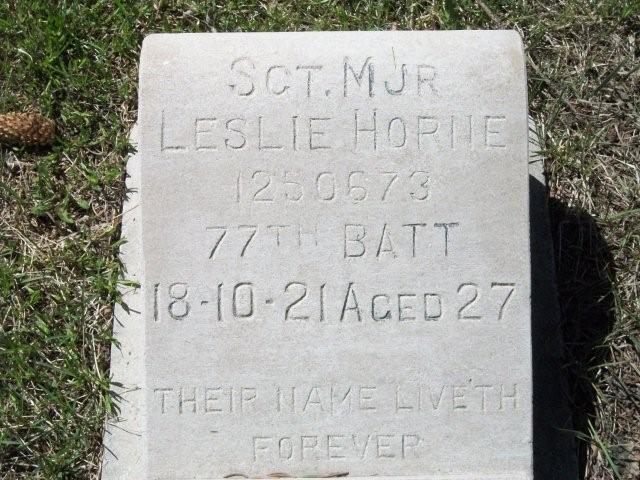 SGT. MJR
LESLIE HORNE
1250673
77TH BATT
18-10-21 AGED 27
THEIR NAME LIVETH
FOREVER